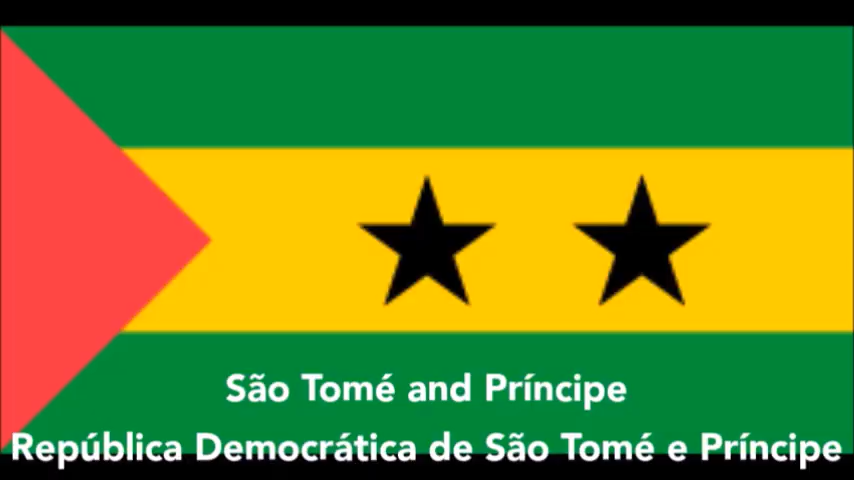 São Tomé and Príncipe
República Democrática de São Tomé e Príncipe